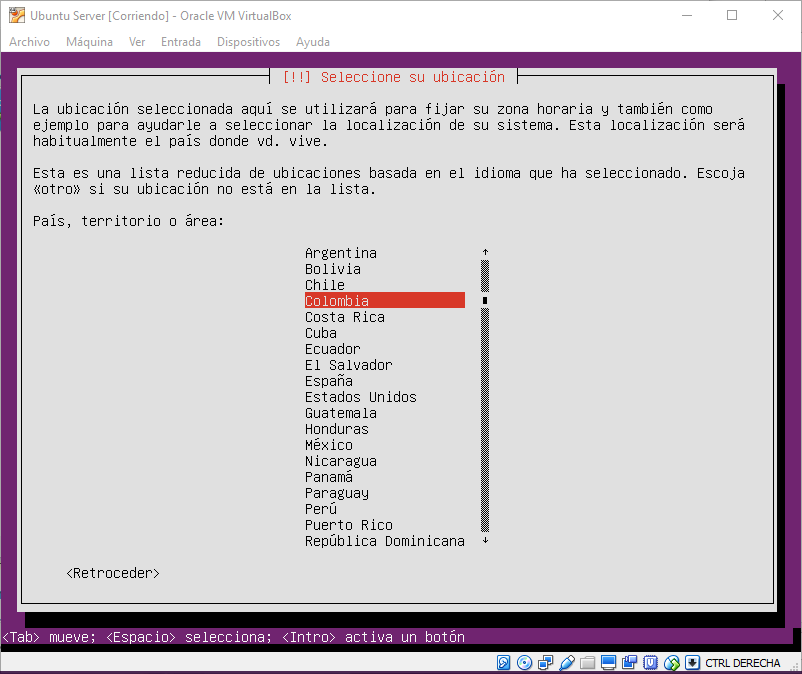 Ubuntu Server [Corriendo] - Oracle VM VirtualBox
Archivo Máquina Ver Entrada Dispositivos Ayuda
[!!] Seleccione su ubicación
La ubicación seleccionada aquí se utilizará para fijar su zona horaria y también como
ejemplo para ayudarle a seleccionar la localización de su sistema. Esta localización será
habitualmente el país donde vd. vive.
Esta es una lista reducida de ubicaciones basada en el idioma que ha seleccionado. Escoja
«otro» si su ubicación no está en la lista.
País, territorio o área:
Argentina
Bolivia
Chile
Colombia
Costa Rica
Cuba
Ecuador
El Salvador
España
Estados Unidos
Guatemala
Honduras
México
Nicaragua
Panamá
Paraguay
Perú
Puerto Rico
República Dominicana
<Retroceder>
<Tab> mueve; <Espacio> selecciona; <Intro> activa un botón
CTRL DERECHA